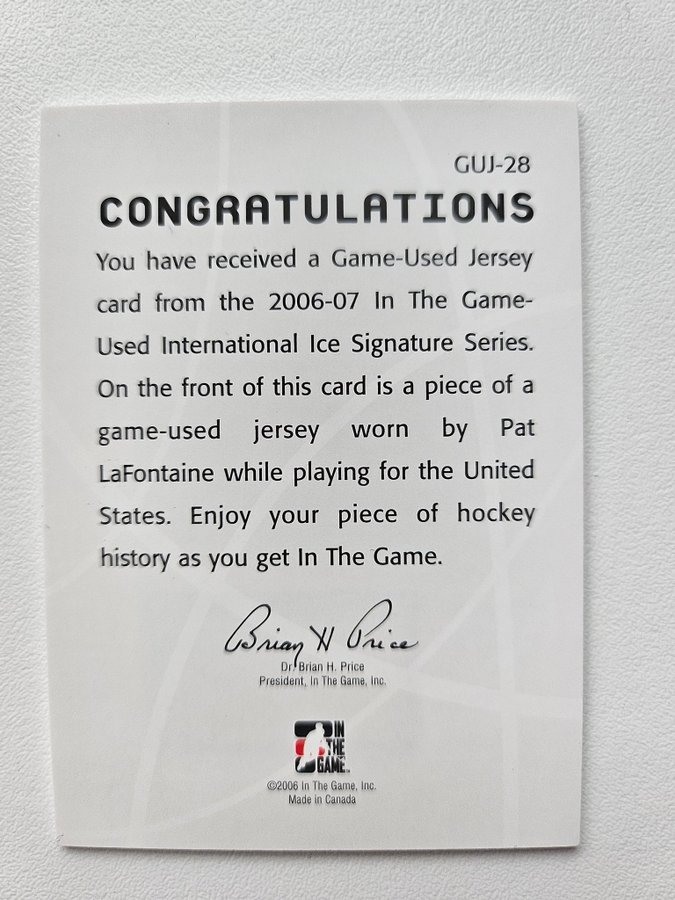 GUJ-28
CONGRATULATIONS
You have received a Game-Used Jersey
card from the 2006-07 In The Game-
Used International Ice Signature Series.
On the front of this card is a piece of a
game-used jersey worn by Pat
LaFontaine while playing for the United
States. Enjoy your piece of hockey
history as you get In The Game.
Brian H Price
Dr. Brian H. Price
President, In The Game, Inc.
IN
THE
GAME™
©2006 In The Game, Inc.
Made in Canada